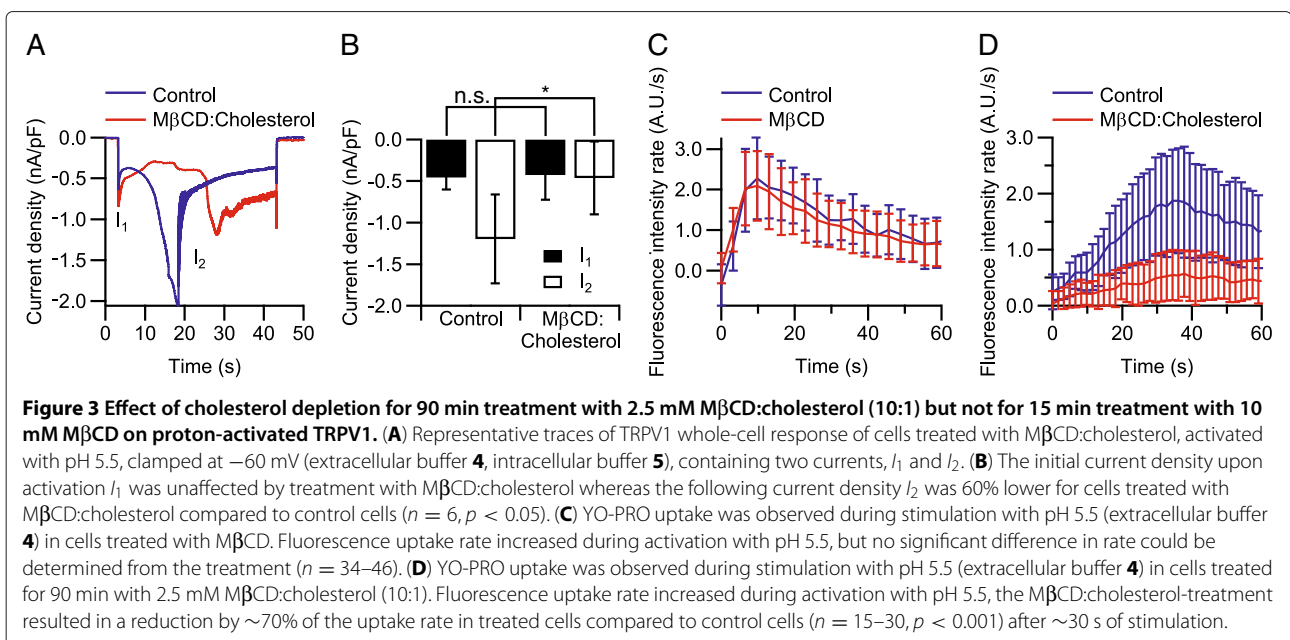 A
Control
MβCD:Cholesterol
Current density (nA/pF)
0.0
-0.5
-1.0
-1.5
-2.0
I1
I2
0 10 20 30 40 50
Time (s)
B
n.s.
*
Current density (nA/pF)
0.0
-0.5
-1.0
-1.5
-2.0
I1
I2
Control
MβCD:
Cholesterol
C
Control
MβCD
Fluorescence intensity rate (A.U./s)
3.0
2.0
1.0
0.0
0 20 40 60
Time (s)
D
Control
MβCD:Cholesterol
Fluorescence intensity rate (A.U./s)
3.0
2.0
1.0
0.0
0 20 40 60
Time (s)
Figure 3 Effect of cholesterol depletion for 90 min treatment with 2.5 mM MβCD:cholesterol (10:1) but not for 15 min treatment with 10
mM MβCD on proton-activated TRPV1. (A) Representative traces of TRPV1 whole-cell response of cells treated with MβCD:cholesterol, activated
with pH 5.5, clamped at −60 mV (extracellular buffer 4, intracellular buffer 5), containing two currents, I1 and I2. (B) The initial current density upon
activation I1 was unaffected by treatment with MβCD:cholesterol whereas the following current density I2 was 60% lower for cells treated with
MβCD:cholesterol compared to control cells (n = 6, p < 0.05). (C) YO-PRO uptake was observed during stimulation with pH 5.5 (extracellular buffer
4) in cells treated with MβCD. Fluorescence uptake rate increased during activation with pH 5.5, but no significant difference in rate could be
determined from the treatment (n = 34–46). (D) YO-PRO uptake was observed during stimulation with pH 5.5 (extracellular buffer 4) in cells treated
for 90 min with 2.5 mM MβCD:cholesterol (10:1). Fluorescence uptake rate increased during activation with pH 5.5, the MβCD:cholesterol-treatment
resulted in a reduction by ∼70% of the uptake rate in treated cells compared to control cells (n = 15–30, p < 0.001) after ∼30 s of stimulation.